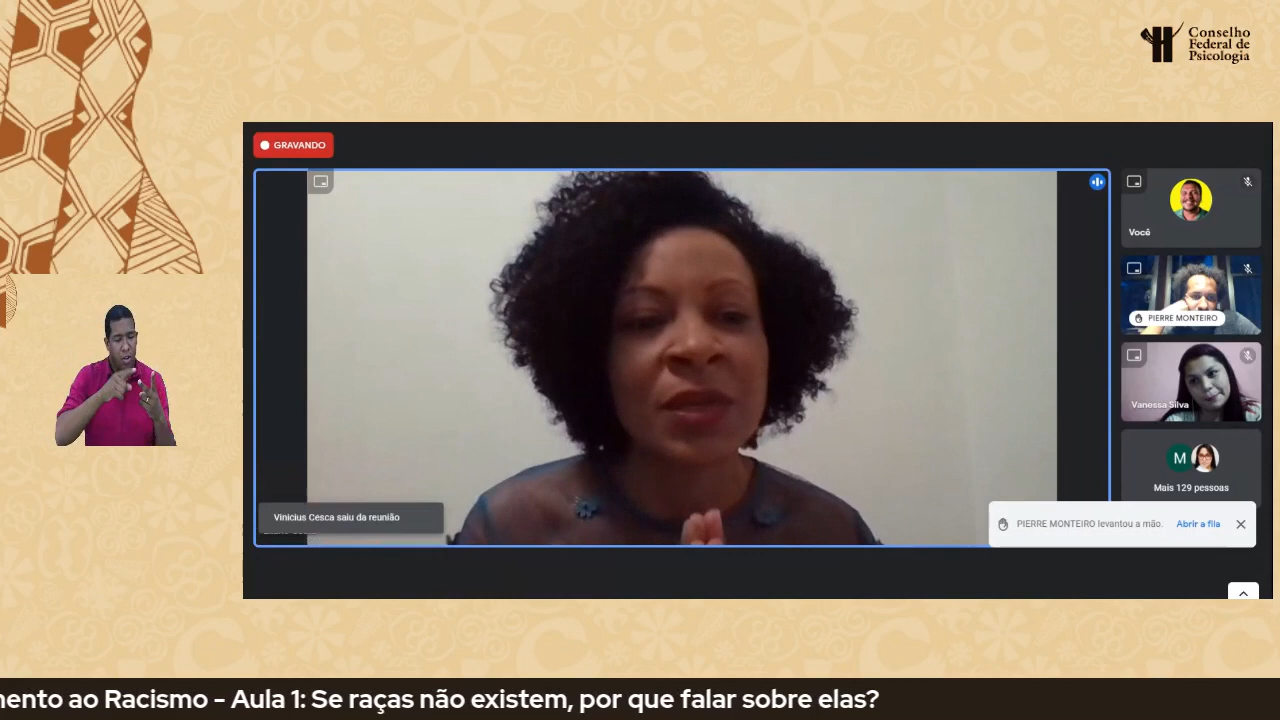 Conselho
Federal de
Psicologia
GRAVANDO
Você
PIERRE MONTEIRO
Vanessa Silva
M
Mais 129 pessoas
Vinicius Cesca saiu da reunião
PIERRE MONTEIRO levantou a mão.
Abrir a fila
mento ao Racismo - Aula 1: Se raças não existem, por que falar sobre elas?